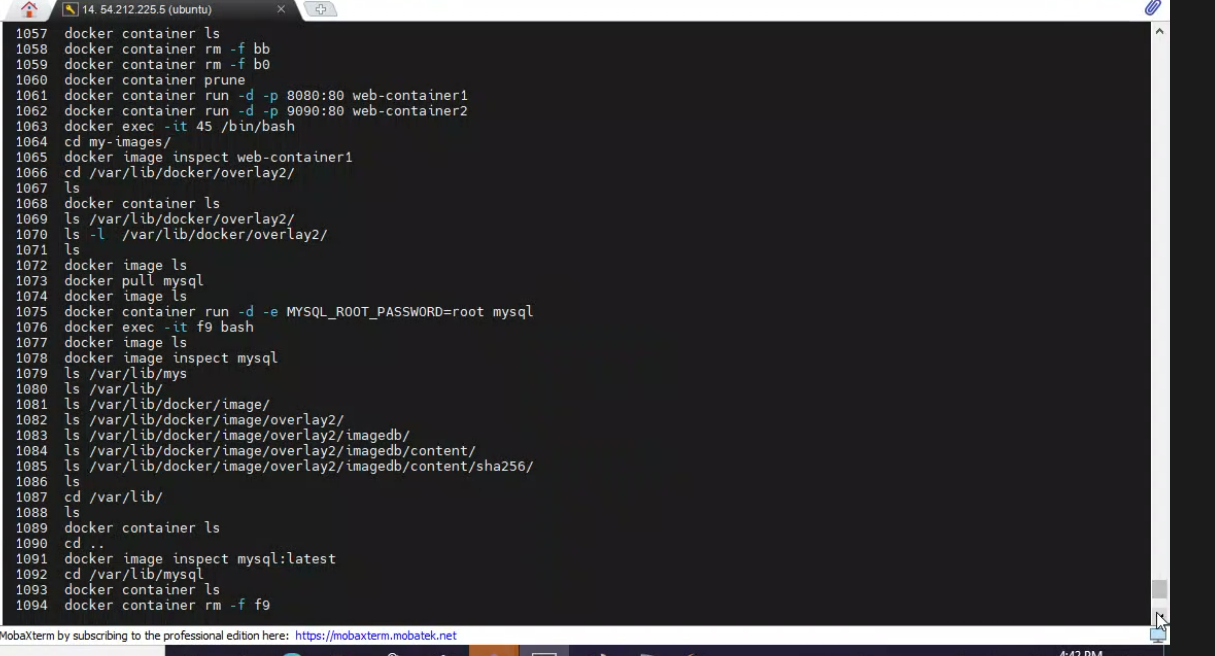 14. 54.212.225.5 (ubuntu)
1057 docker container ls
1058 docker container rm -f bb
1059 docker container rm -f b0
1060 docker container prune
1061 docker container run -d -p 8080:80 web-container1
1062 docker container run -d -p 9090:80 web-container2
1063 docker exec -it 45 /bin/bash
1064 cd my-images/
1065 docker image inspect web-container1
1066 cd /var/lib/docker/overlay2/
1067 ls
1068 docker container ls
1069 ls /var/lib/docker/overlay2/
1070 ls -l  /var/lib/docker/overlay2/
1071 ls
1072 docker image ls
1073 docker pull mysql
1074 docker image ls
1075 docker container run -d -e MYSQL_ROOT_PASSWORD=root mysql
1076 docker exec -it f9 bash
1077 docker image ls
1078 docker image inspect mysql
1079 ls /var/lib/mys
1080 ls /var/lib/
1081 ls /var/lib/docker/image/
1082 ls /var/lib/docker/image/overlay2/
1083 ls /var/lib/docker/image/overlay2/imagedb/
1084 ls /var/lib/docker/image/overlay2/imagedb/content/
1085 ls /var/lib/docker/image/overlay2/imagedb/content/sha256/
1086 ls
1087 cd /var/lib/
1088 ls
1089 docker container ls
1090 cd ..
1091 docker image inspect mysql:latest
1092 cd /var/lib/mysql
1093 docker container ls
1094 docker container rm -f f9
MobaXterm by subscribing to the professional edition here: https://mobaxterm.mobatek.net
4:42 PM